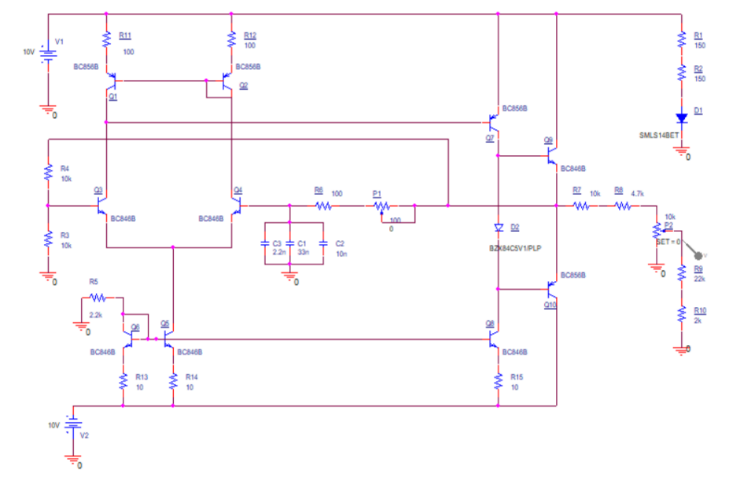 V1
10V
0
R11
100
BC856B
Q1
R12
100
BC856B
Q2
R1
150
R2
150
D1
SMLS14BET
0
BC856B
Q7
Q9
BC846B
R4
10k
R3
10k
0
Q3
BC846B
Q4
BC846B
R6
100
P1
100
0
C3
2.2n
C1
33n
C2
10n
0
R7
10k
R8
4.7k
10k
P2
SET = 0
0
V
R9
22k
R10
2k
0
D2
BZX84C5V1/PLP
BC856B
Q10
R5
2.2k
0
Q6
BC846B
Q5
BC846B
Q8
BC846B
R13
10
R14
10
R15
10
10V
V2
0